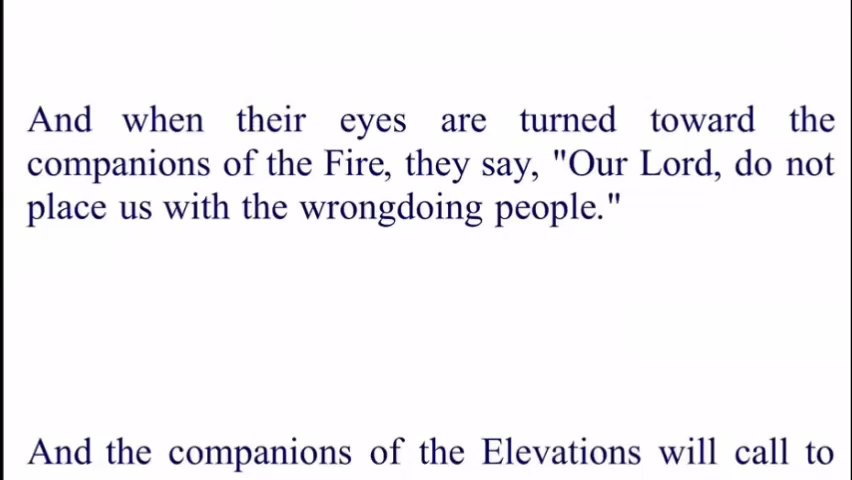 And when their eyes are turned toward the
companions of the Fire, they say, "Our Lord, do not
place us with the wrongdoing people."
And the companions of the Elevations will call to